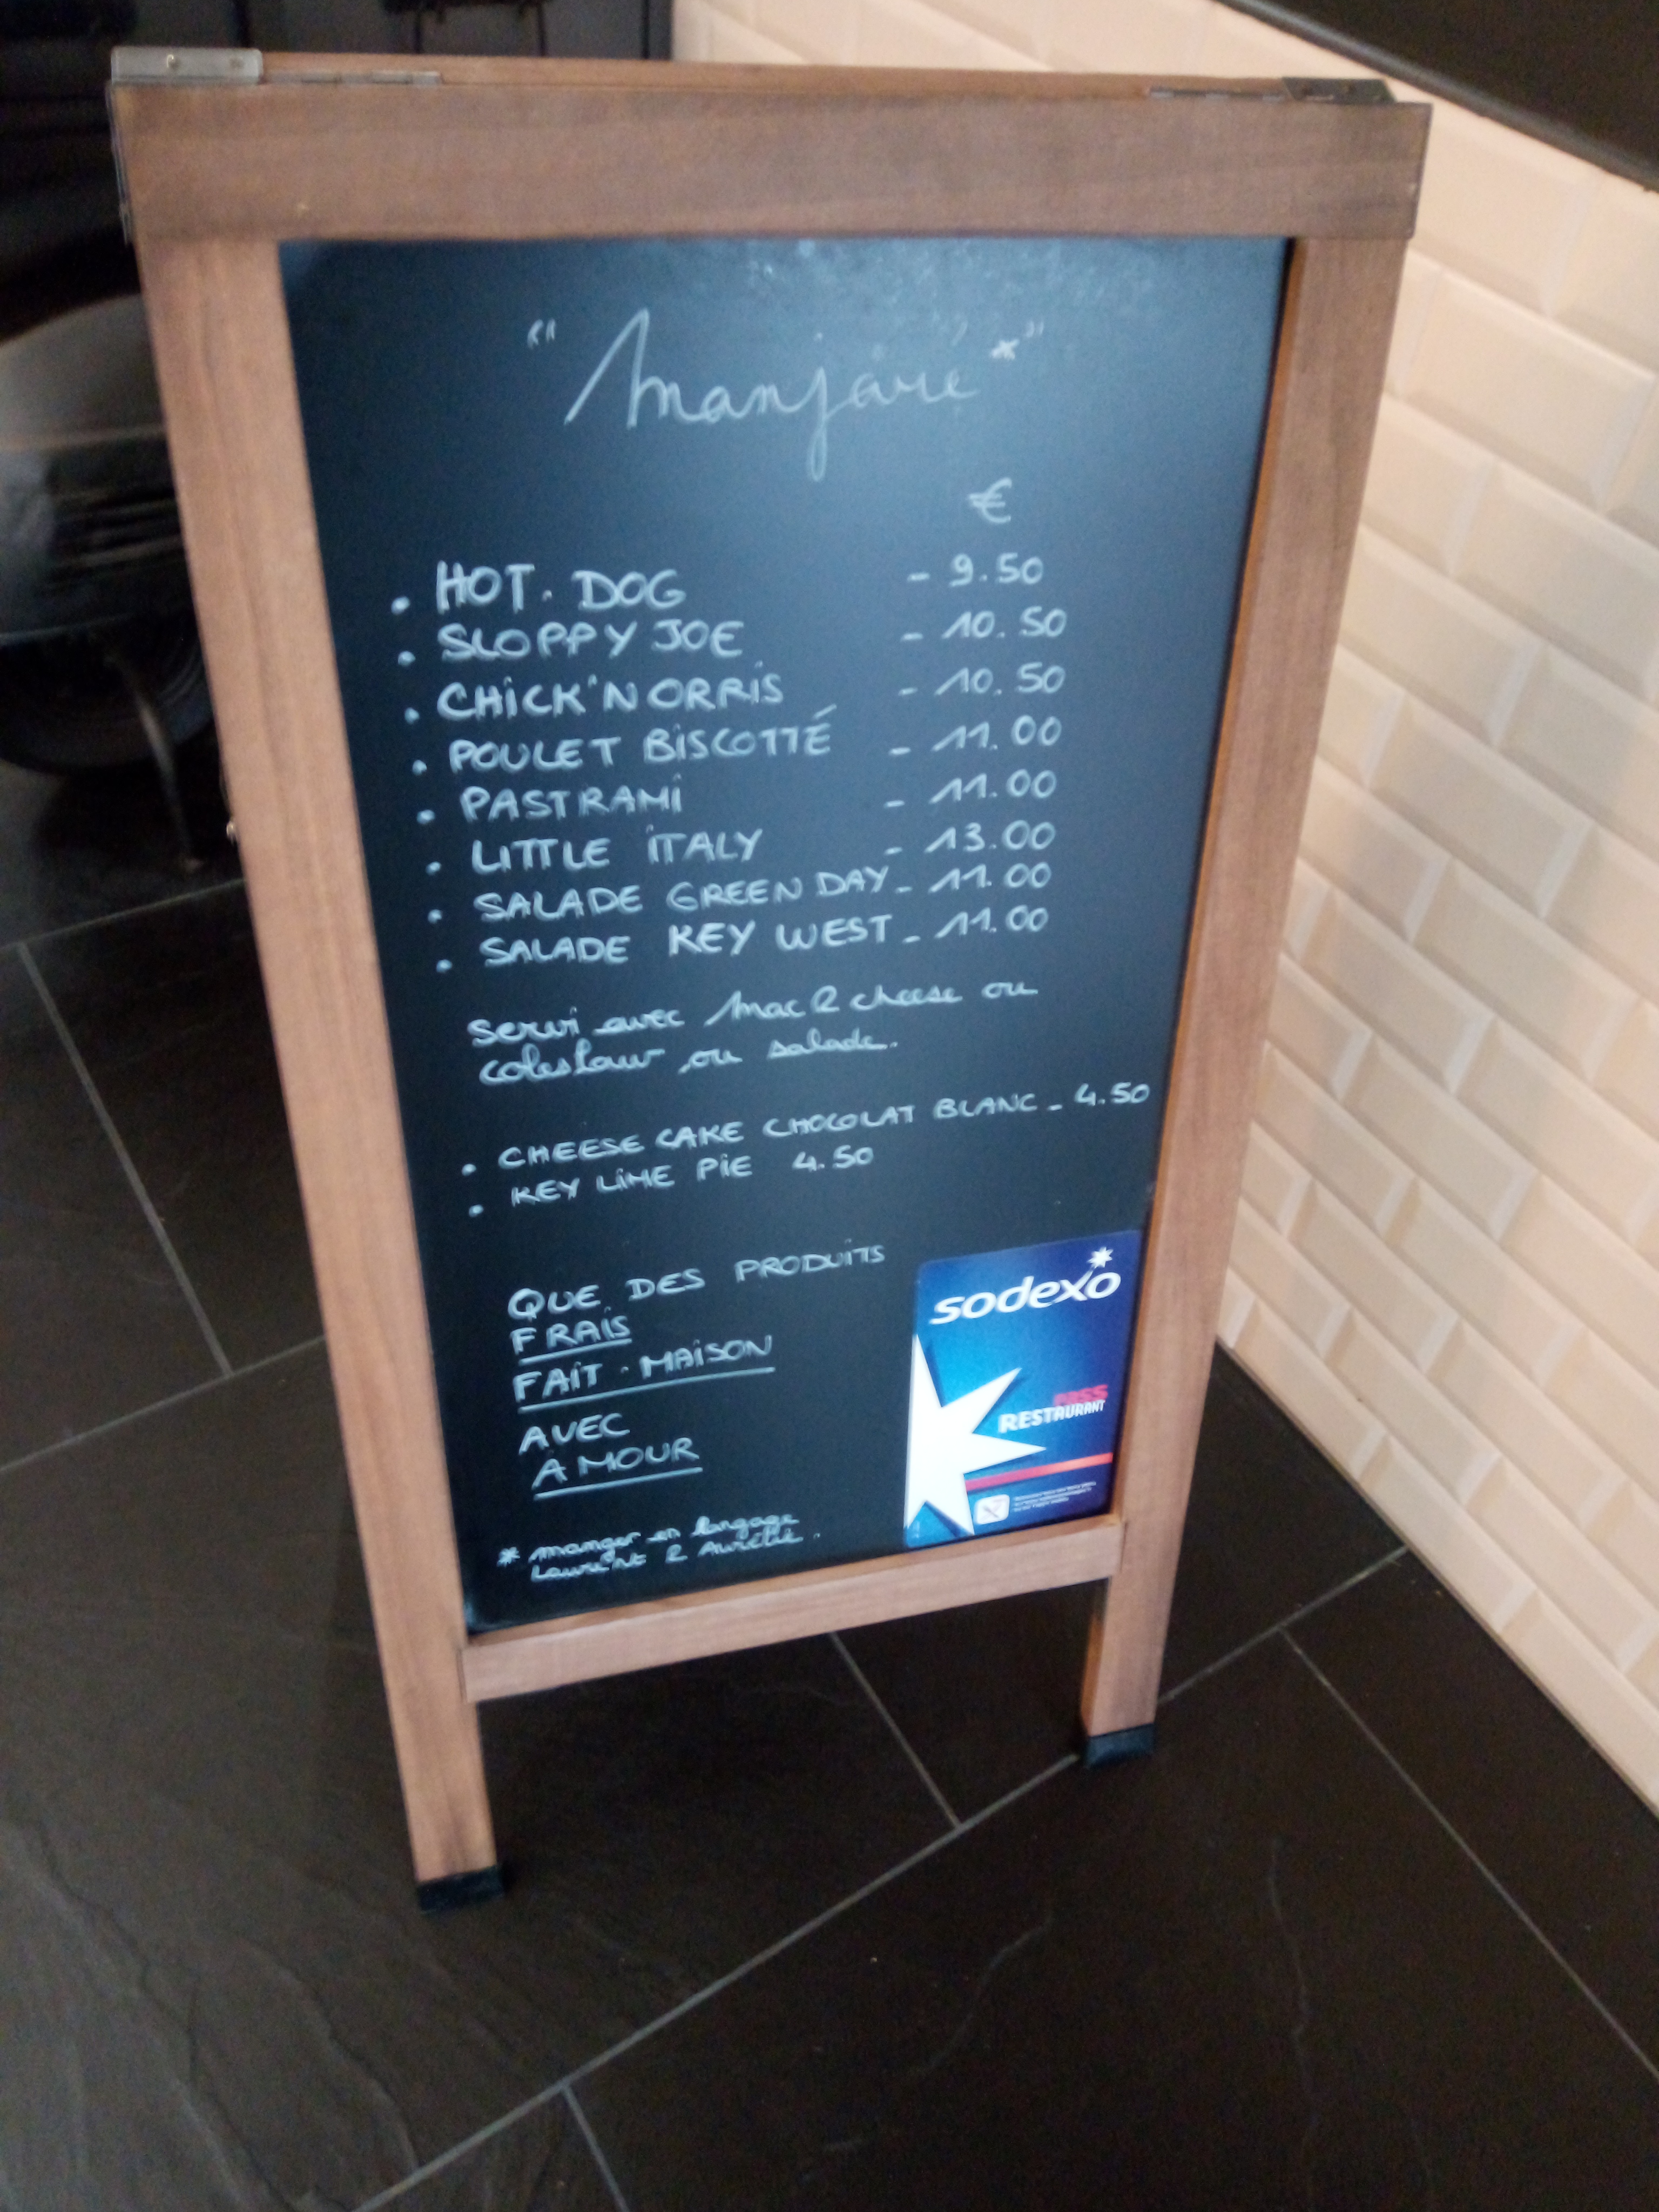 "Manjare*"
€
• HOT. DOG - 9.50
• SLOPPY JOE - 10.50
• CHICK'NORRIS - 10.50
• POULET BISCOTTÉ - 11.00
• PASTRAMI - 11.00
• LITTLE ITALY - 13.00
• SALADE GREEN DAY - 11.00
• SALADE KEY WEST - 11.00
Servi avec Mac & cheese ou
coleslaw ou salade.
• CHEESE CAKE CHOCOLAT BLANC - 4.50
• KEY LIME PIE 4.50
QUE DES PRODUITS
FRAIS
FAIT . MAISON
AVEC
AMOUR
* manger en langage
Laurent & Aurélie.
sodexo
PASS
RESTAURANT